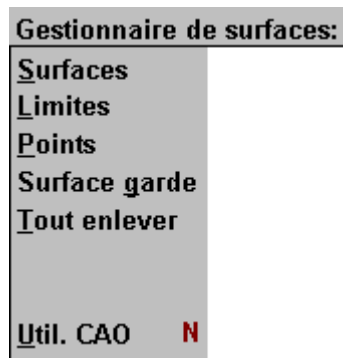 Gestionnaire de surfaces:
Surfaces
Limites
Points
Surface garde
Tout enlever
Util. CAO N